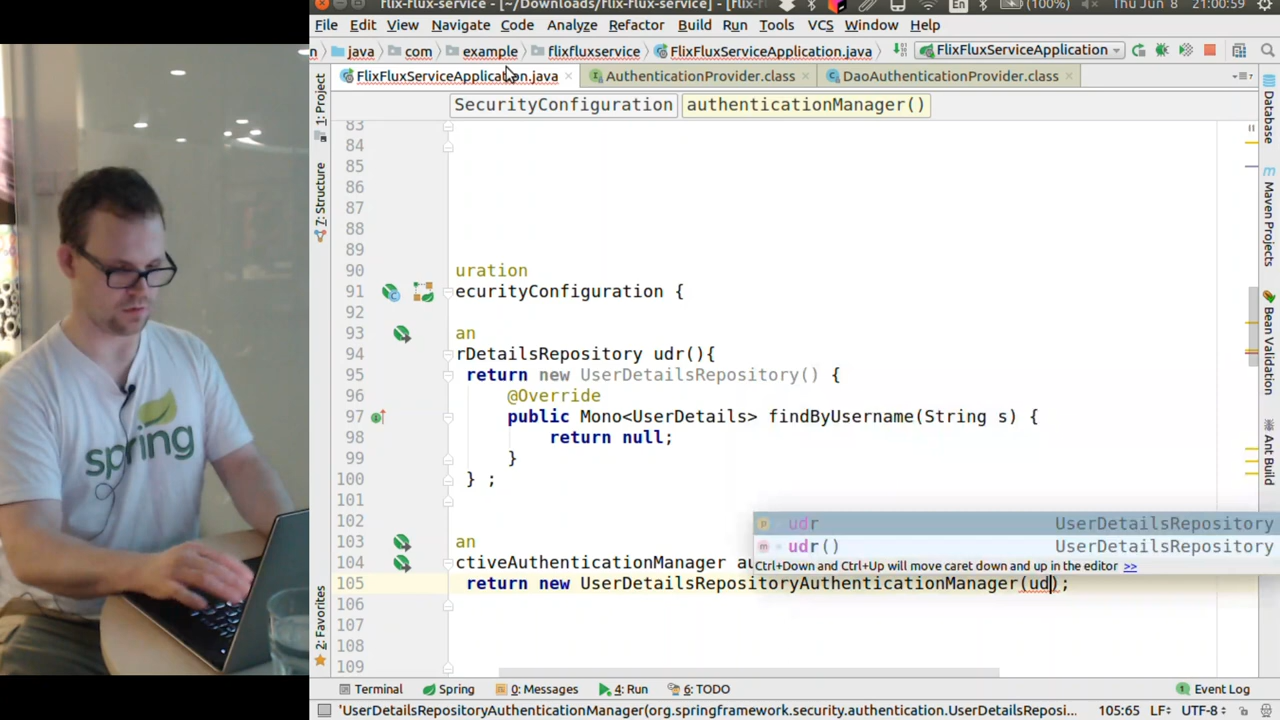 flix-flux-service - [~/Downloads/flix-flux-service] - [flix-f
En
(100%)
Thu Jun 8 21:00:59
File Edit View Navigate Code Analyze Refactor Build Run Tools VCS Window Help
n java com example flixfluxservice FlixFluxServiceApplication.java FlixFluxServiceApplication
FlixFluxServiceApplication.java AuthenticationProvider.class DaoAuthenticationProvider.class
SecurityConfiguration authenticationManager()
1: Project
7: Structure
2: Favorites
83
84
85
86
87
88
89
90 uration
91 ecurityConfiguration {
92
93 an
94 rDetailsRepository udr(){
95 return new UserDetailsRepository() {
96 @Override
97 public Mono<UserDetails> findByUsername(String s) {
98 return null;
99 }
100 } ;
101
102
103 an
104 ctiveAuthenticationManager au
105 return new UserDetailsRepositoryAuthenticationManager(ud);
106
107
108
109
p udr UserDetailsRepository
m udr() UserDetailsRepository
Ctrl+Down and Ctrl+Up will move caret down and up in the editor >>
Database
Maven Projects
Bean Validation
Ant Build
Terminal Spring 0: Messages 4: Run 6: TODO Event Log
'UserDetailsRepositoryAuthenticationManager(org.springframework.security.authentication.UserDetailsReposi... 105:65 LF÷ UTF-8÷
spring